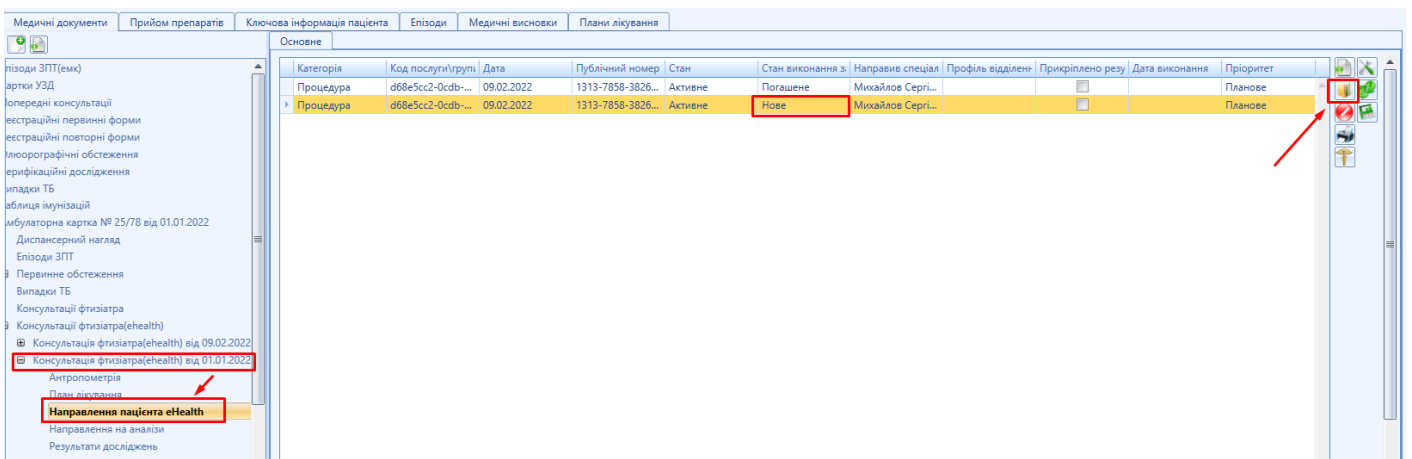 Медичні документи Прийом препаратів Ключова інформація пацієнта Епізоди Медичні висновки Плани лікування
Основне
пізоди ЗПТ(емк)
артки УЗД
опередні консультації
еєстраційні первинні форми
еєстраційні повторні форми
люорографічні обстеження
ерифікаційні дослідження
ипадки ТБ
аблиця імунізацій
мбулаторна картка № 25/78 від 01.01.2022
Диспансерний нагляд
Епізоди ЗПТ
Первинне обстеження
Випадки ТБ
Консультації фтизіатра
Консультації фтизіатра(ehealth)
Консультація фтизіатра(ehealth) від 09.02.2022
Консультація фтизіатра(ehealth) від 01.01.2022
Антропометрія
План лікування
Направлення пацієнта eHealth
Направлення на аналізи
Результати досліджень
Категорія Код послуги\групи Дата Публічний номер Стан Стан виконання з Направив спеціал Профіль відділенн Прикріплено резу Дата виконання Пріоритет
Процедура d68e5cc2-0cdb-... 09.02.2022 1313-7858-3826... Активне Погашене Михайлов Сергі... Планове
Процедура d68e5cc2-0cdb-... 09.02.2022 1313-7858-3826... Активне Нове Михайлов Сергі... Планове